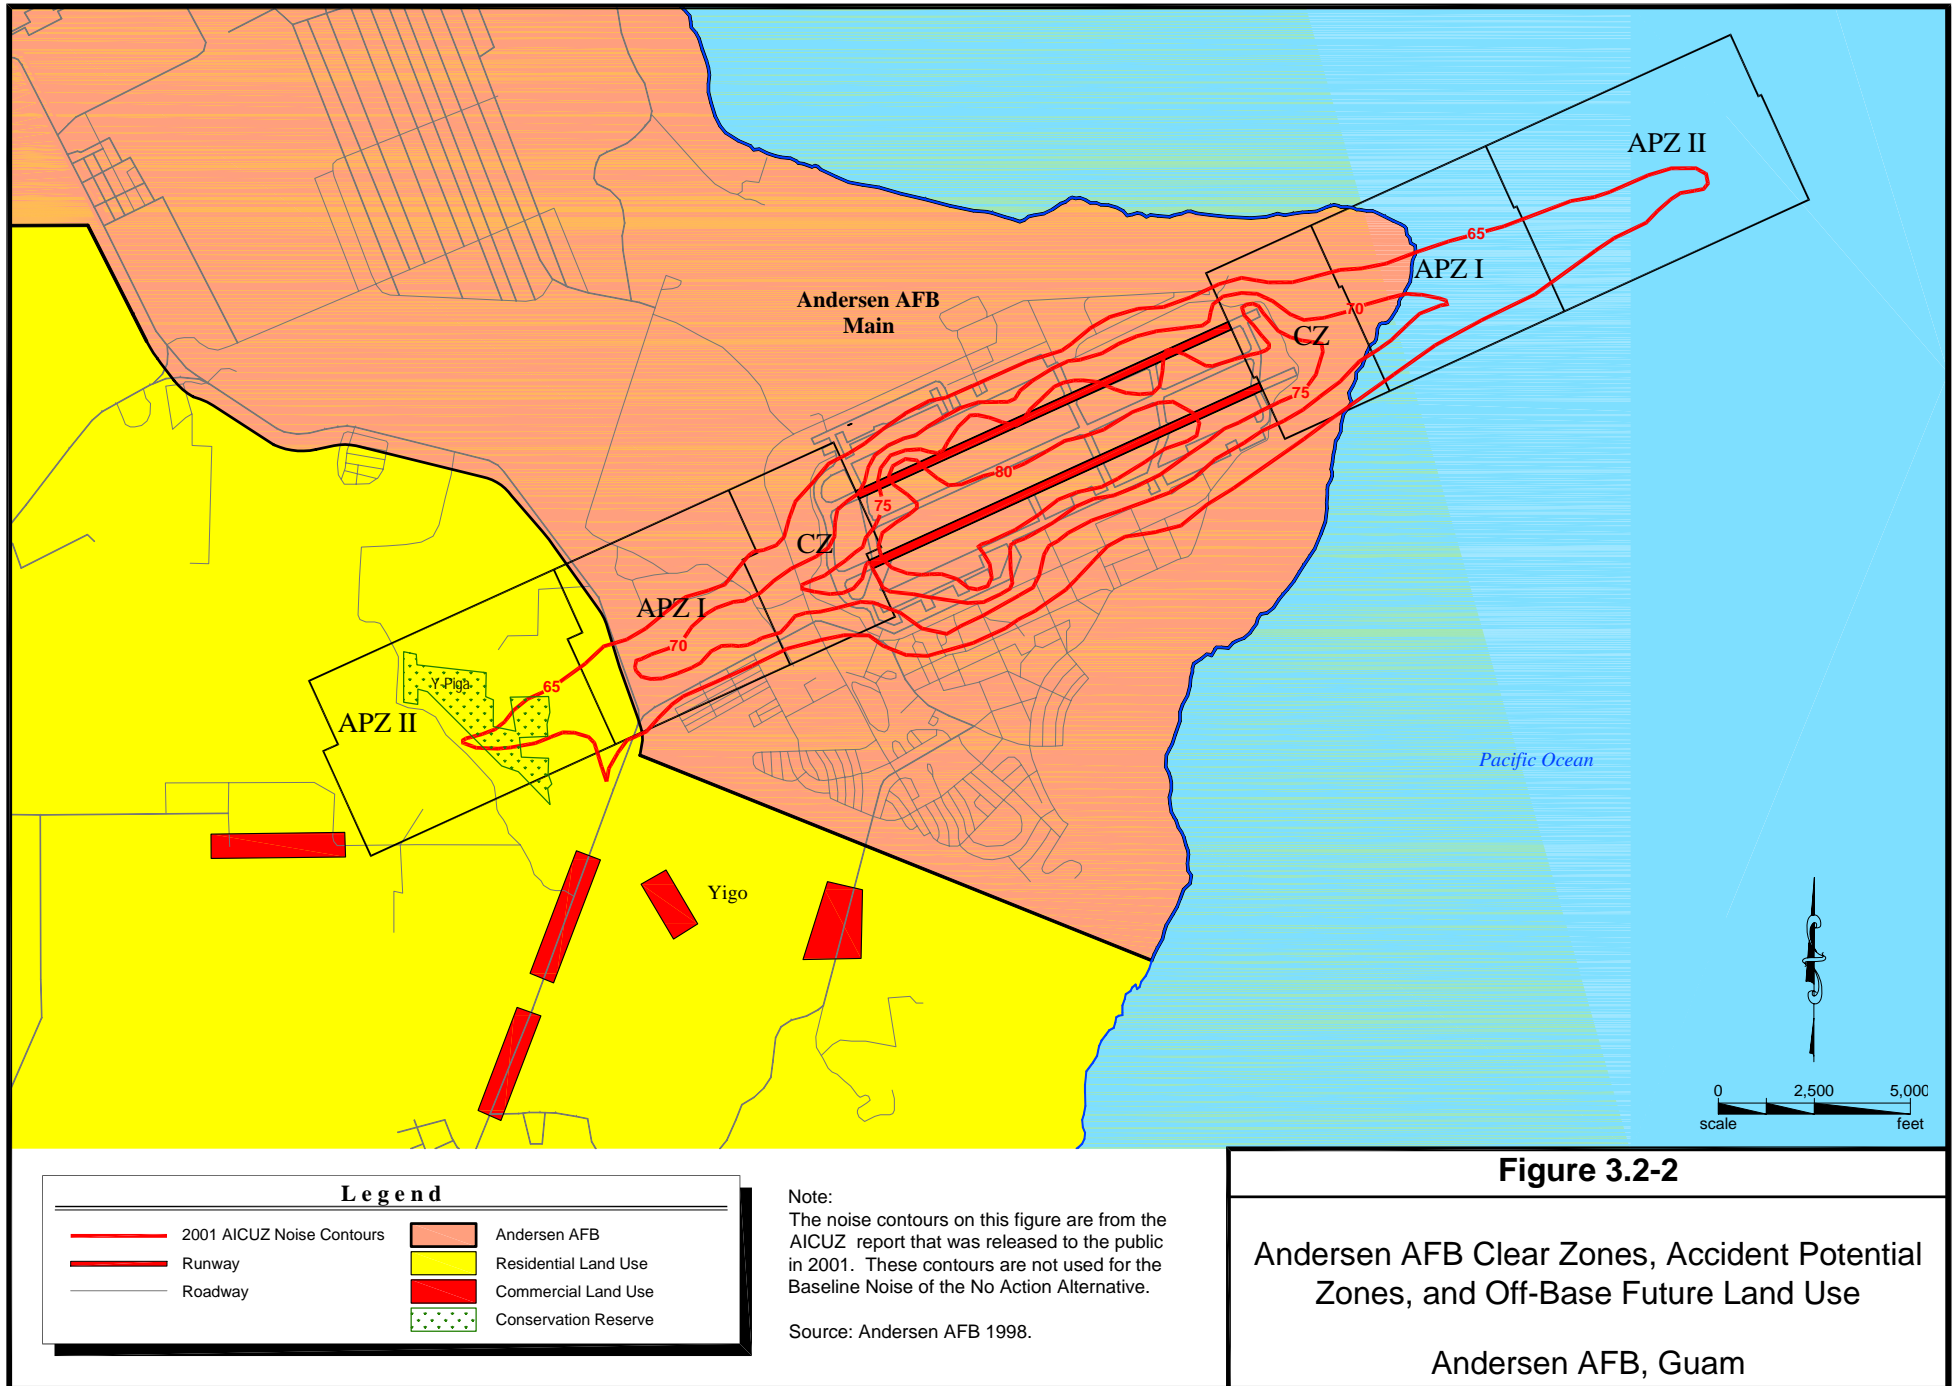 APZ II
65
APZ I
Andersen AFB
Main
70
CZ
75
80
75
CZ
APZ I
70
Y-Piga
65
APZ II
Pacific Ocean
Yigo
0 2,500 5,000
scale feet
Legend
2001 AICUZ Noise Contours
Runway
Roadway
Andersen AFB
Residential Land Use
Commercial Land Use
Conservation Reserve
Note:
The noise contours on this figure are from the
AICUZ report that was released to the public
in 2001. These contours are not used for the
Baseline Noise of the No Action Alternative.
Source: Andersen AFB 1998.
Figure 3.2-2
Andersen AFB Clear Zones, Accident Potential
Zones, and Off-Base Future Land Use
Andersen AFB, Guam